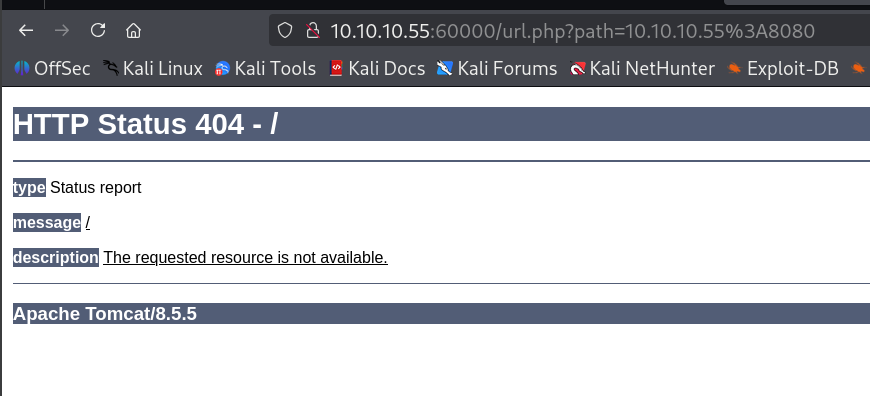 10.10.10.55:60000/url.php?path=10.10.10.55%3A8080
OffSec Kali Linux Kali Tools Kali Docs Kali Forums Kali NetHunter Exploit-DB
HTTP Status 404 - /
type Status report
message /
description The requested resource is not available.
Apache Tomcat/8.5.5